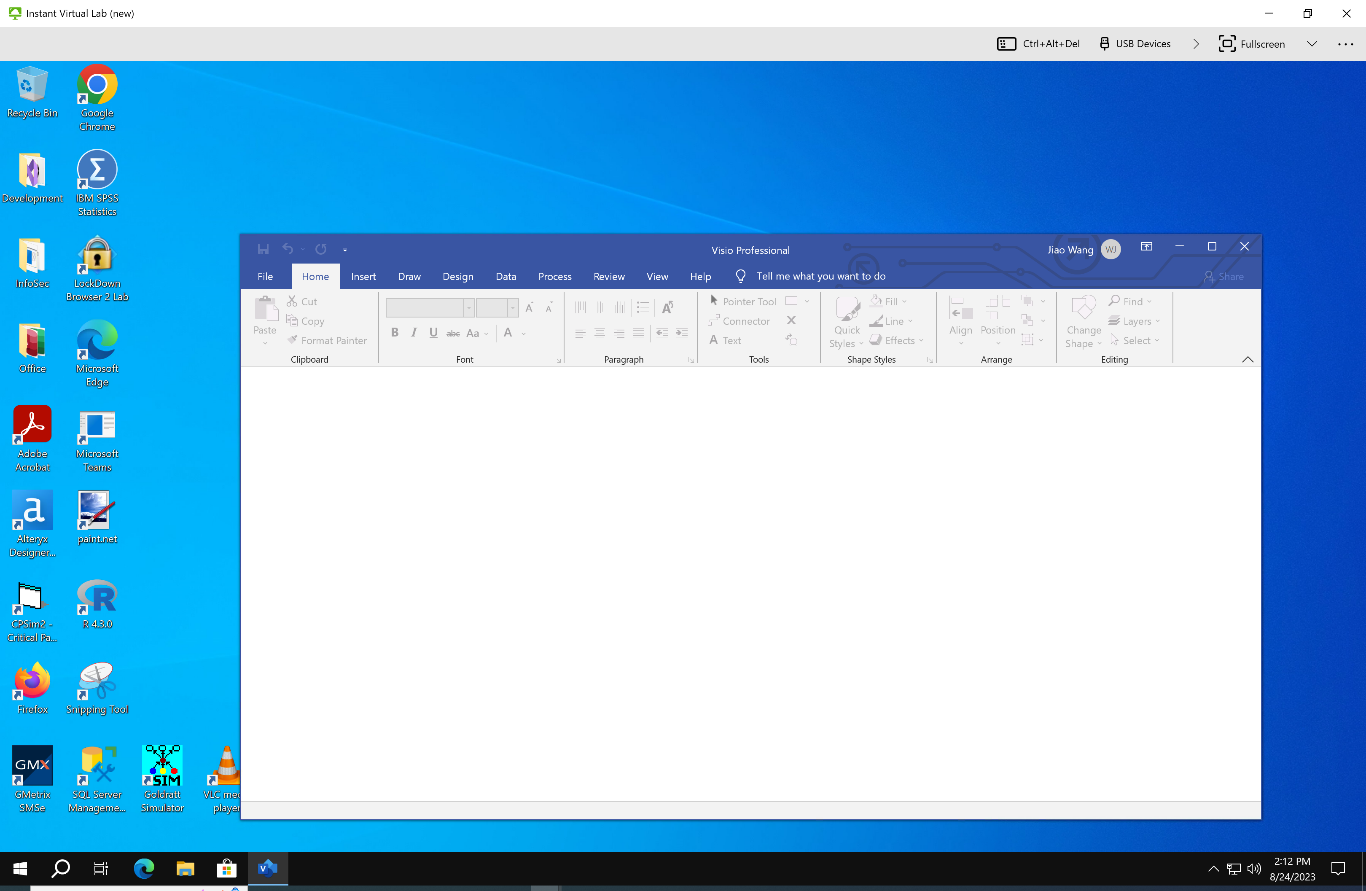 Instant Virtual Lab (new)
Ctrl+Alt+Del
USB Devices
Fullscreen
Recycle Bin
Google Chrome
Development
IBM SPSS Statistics
InfoSec
LockDown Browser 2 Lab
Office
Microsoft Edge
Adobe Acrobat
Microsoft Teams
Alteryx Designer...
paint.net
CPSim2 - Critical Pa...
R 4.3.0
Firefox
Snipping Tool
GMX
GMetrix SMSe
SQL Server Manageme...
SIM
Goldratt Simulator
VLC med player
Visio Professional
Jiao Wang
WJ
File Home Insert Draw Design Data Process Review View Help Tell me what you want to do
Share
Paste
Cut
Copy
Format Painter
Clipboard
B I U abc Aa A
Font
Paragraph
Pointer Tool
Connector
A Text
Tools
Quick Styles
Fill
Line
Effects
Shape Styles
Align
Position
Arrange
Change Shape
Find
Layers
Select
Editing
2:12 PM
8/24/2023